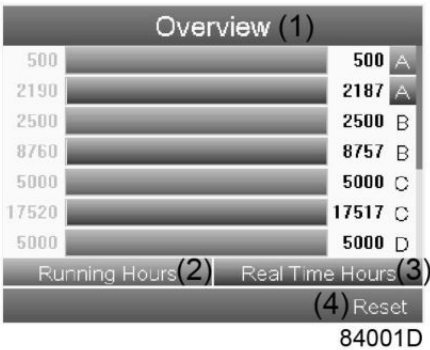 Overview (1)
500 500 A
2190 2187 A
2500 2500 B
8760 8757 B
5000 5000 C
17520 17517 C
5000 5000 D
Running Hours(2) Real Time Hours(3)
(4) Reset
84001D